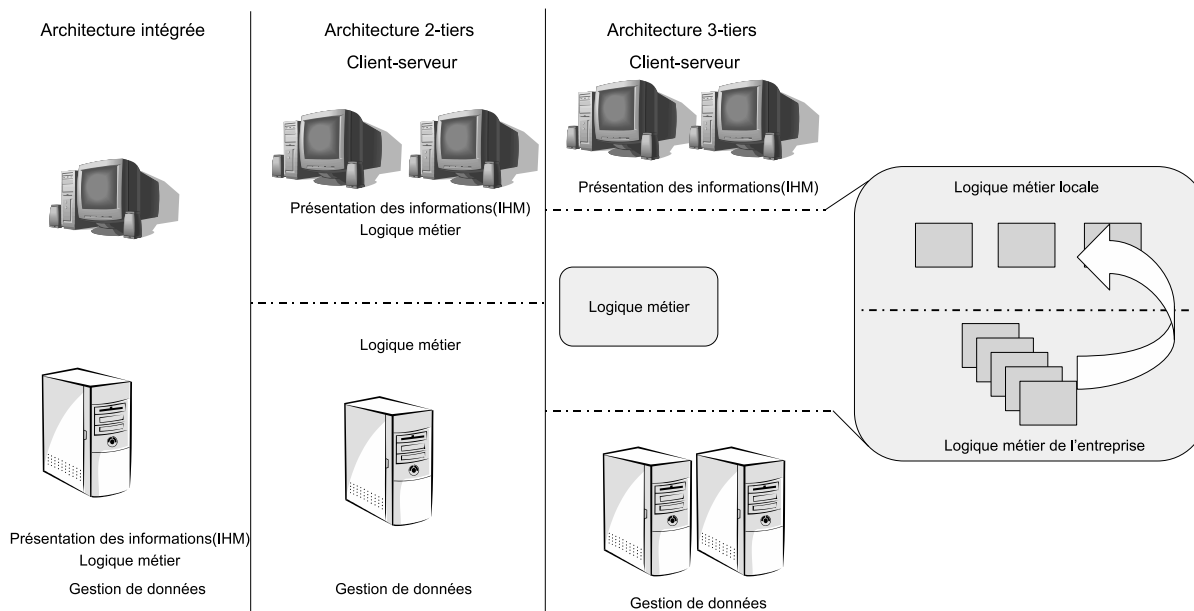 Architecture intégrée
Présentation des informations(IHM)
Logique métier
Gestion de données
Architecture 2-tiers
Client-serveur
Présentation des informations(IHM)
Logique métier
Logique métier
Gestion de données
Architecture 3-tiers
Client-serveur
Présentation des informations(IHM)
Logique métier
Gestion de données
Logique métier locale
Logique métier de l'entreprise